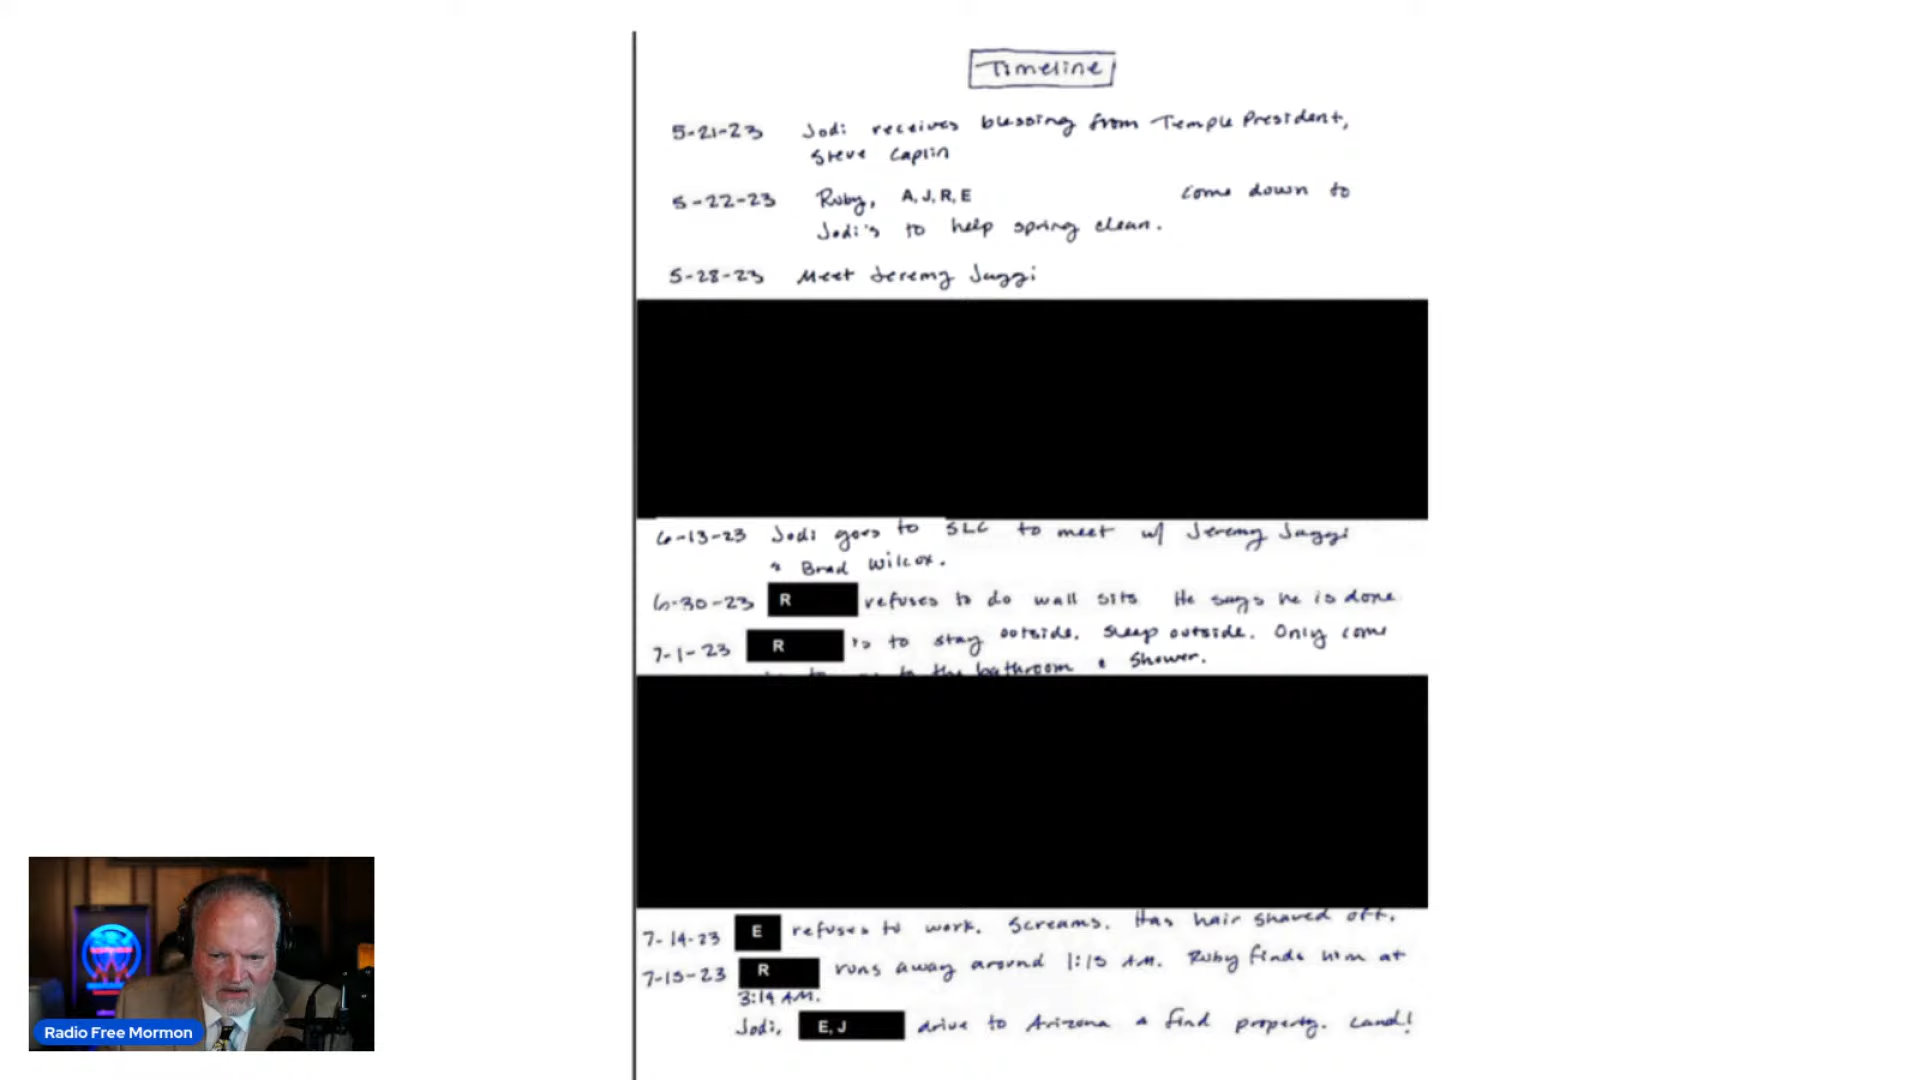 Timeline
5-21-23 Jodi receives blessing from Temple President,
Steve Caplin
5-22-23 Ruby, A, J, R, E come down to
Jodi's to help spring clean.
5-28-23 Meet Jeremy Jaggi
6-13-23 Jodi goes to SLC to meet w/ Jeremy Jaggi
& Brad Wilcox.
6-30-23 R refuses to do wall sits He says he is done
7-1-23 R is to stay outside. Sleep outside. Only come
to the bathroom & shower.
7-14-23 E refuses to work. Screams. Has hair shaved off.
7-15-23 R runs away around 1:15 AM. Ruby finds him at
3:14 AM.
Jodi, E, J drive to Arizona & find property. Land!
Radio Free Mormon